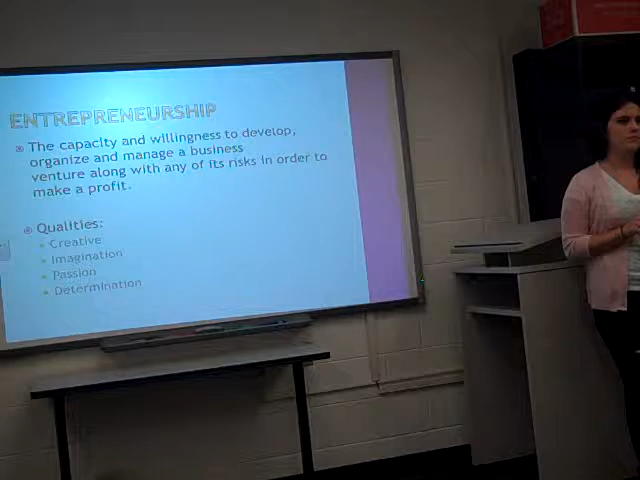 ENTREPRENEURSHIP
The capacity and willingness to develop,
organize and manage a business
venture along with any of its risks in order to
make a profit.
Qualities:
Creative
Imagination
Passion
Determination